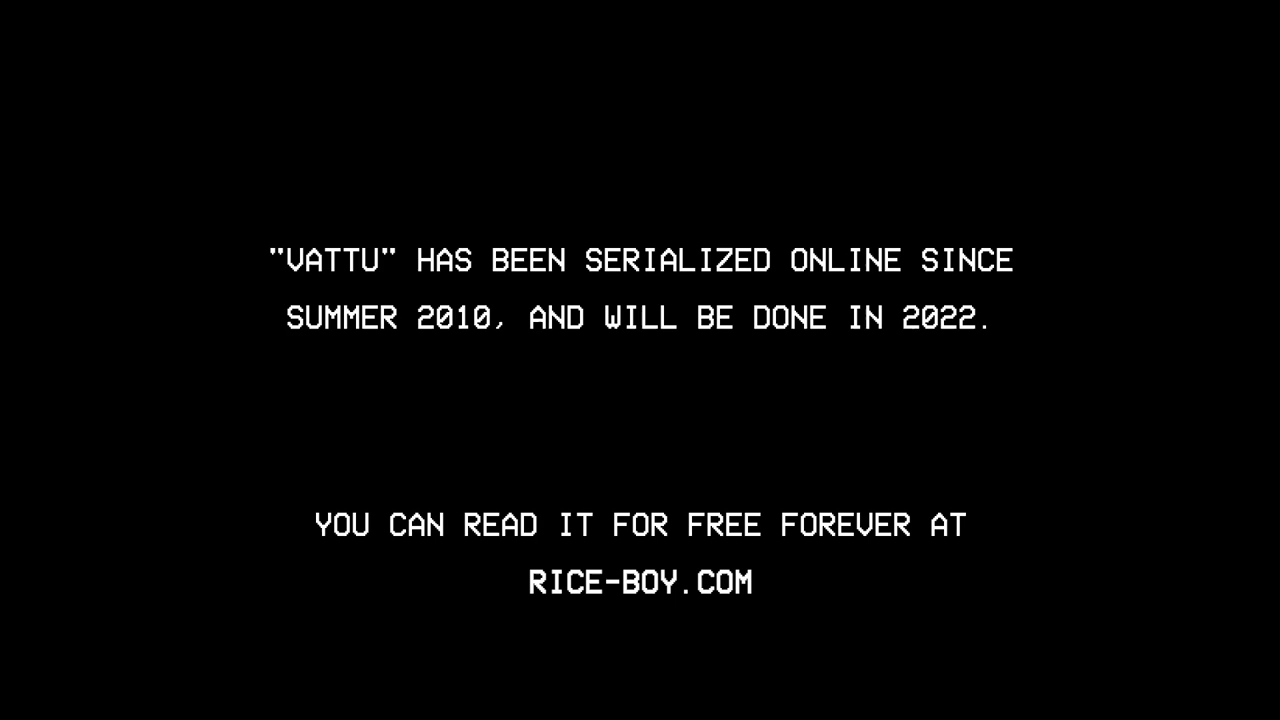 "VATTU" HAS BEEN SERIALIZED ONLINE SINCE
SUMMER 2010, AND WILL BE DONE IN 2022.
YOU CAN READ IT FOR FREE FOREVER AT
RICE-BOY.COM